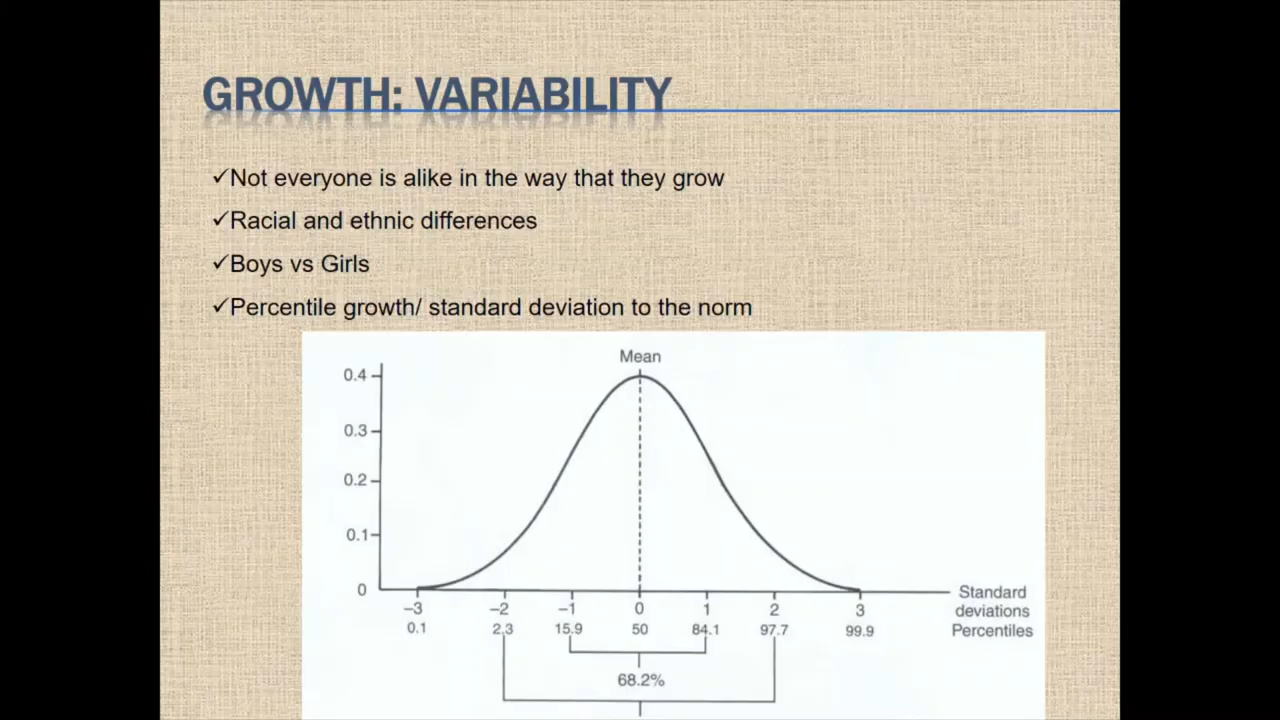 GROWTH: VARIABILITY
✓Not everyone is alike in the way that they grow
✓Racial and ethnic differences
✓Boys vs Girls
✓Percentile growth/ standard deviation to the norm
Mean
0.4
0.3
0.2
0.1
0
–3 –2 –1 0 1 2 3 Standard deviations
0.1 2.3 15.9 50 84.1 97.7 99.9 Percentiles
68.2%